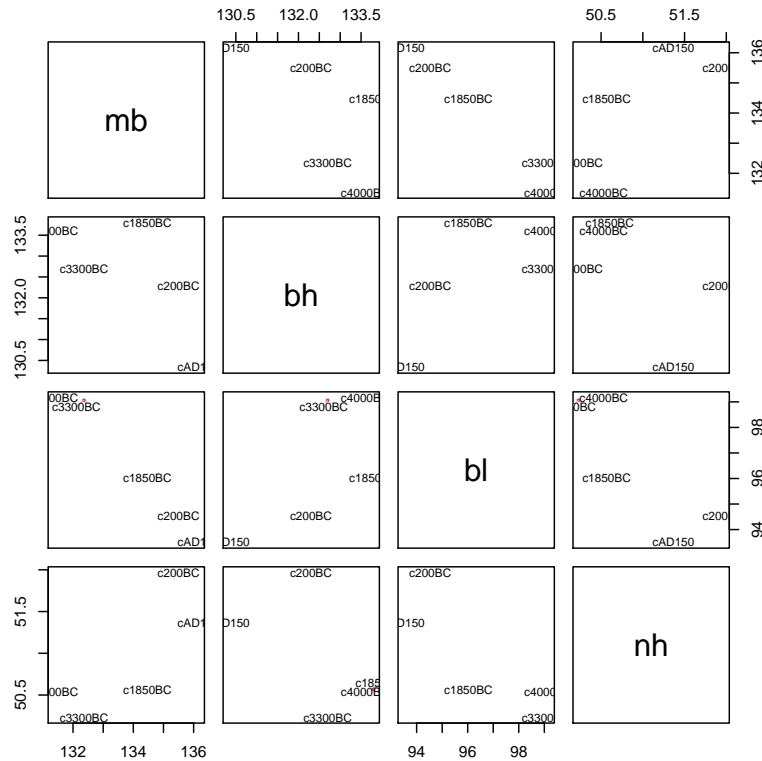 130.5 132.0 133.5 50.5 51.5
mb D150 c200BC c1850 c3300BC c4000B
D150 c200BC c1850BC c3300 c4000
cAD150 c200 c1850BC 00BC c4000BC
132 134 136
130.5 132.0 133.5
00BC c1850BC c3300BC c200BC cAD1
bh
c1850BC c4000 c3300 c200BC D150
c1850BC c4000BC 00BC c200 cAD150
00BC c3300BC c1850BC c200BC cAD1
c4000B c3300BC c1850 c200BC D150
bl
c4000BC 0BC c1850BC c200 cAD150
94 96 98
50.5 51.5
c200BC cAD1 00BC c1850BC c3300BC
c200BC D150 c185 c4000B c3300BC
c200BC D150 c1850BC c4000 c3300
nh
132 134 136 94 96 98